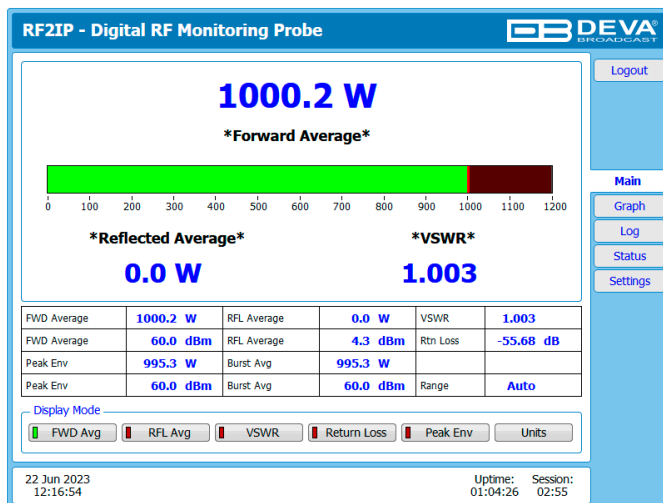 RF2IP - Digital RF Monitoring Probe
DB DEVA
BROADCAST
Logout
1000.2 W
*Forward Average*
0 100 200 300 400 500 600 700 800 900 1000 1100 1200
*Reflected Average* *VSWR*
0.0 W 1.003
Main
Graph
Log
Status
Settings
FWD Average 1000.2 W RFL Average 0.0 W VSWR 1.003
FWD Average 60.0 dBm RFL Average 4.3 dBm Rtn Loss -55.68 dB
Peak Env 995.3 W Burst Avg 995.3 W
Peak Env 60.0 dBm Burst Avg 60.0 dBm Range Auto
Display Mode
FWD Avg RFL Avg VSWR Return Loss Peak Env Units
22 Jun 2023 Uptime: Session:
12:16:54 01:04:26 02:55